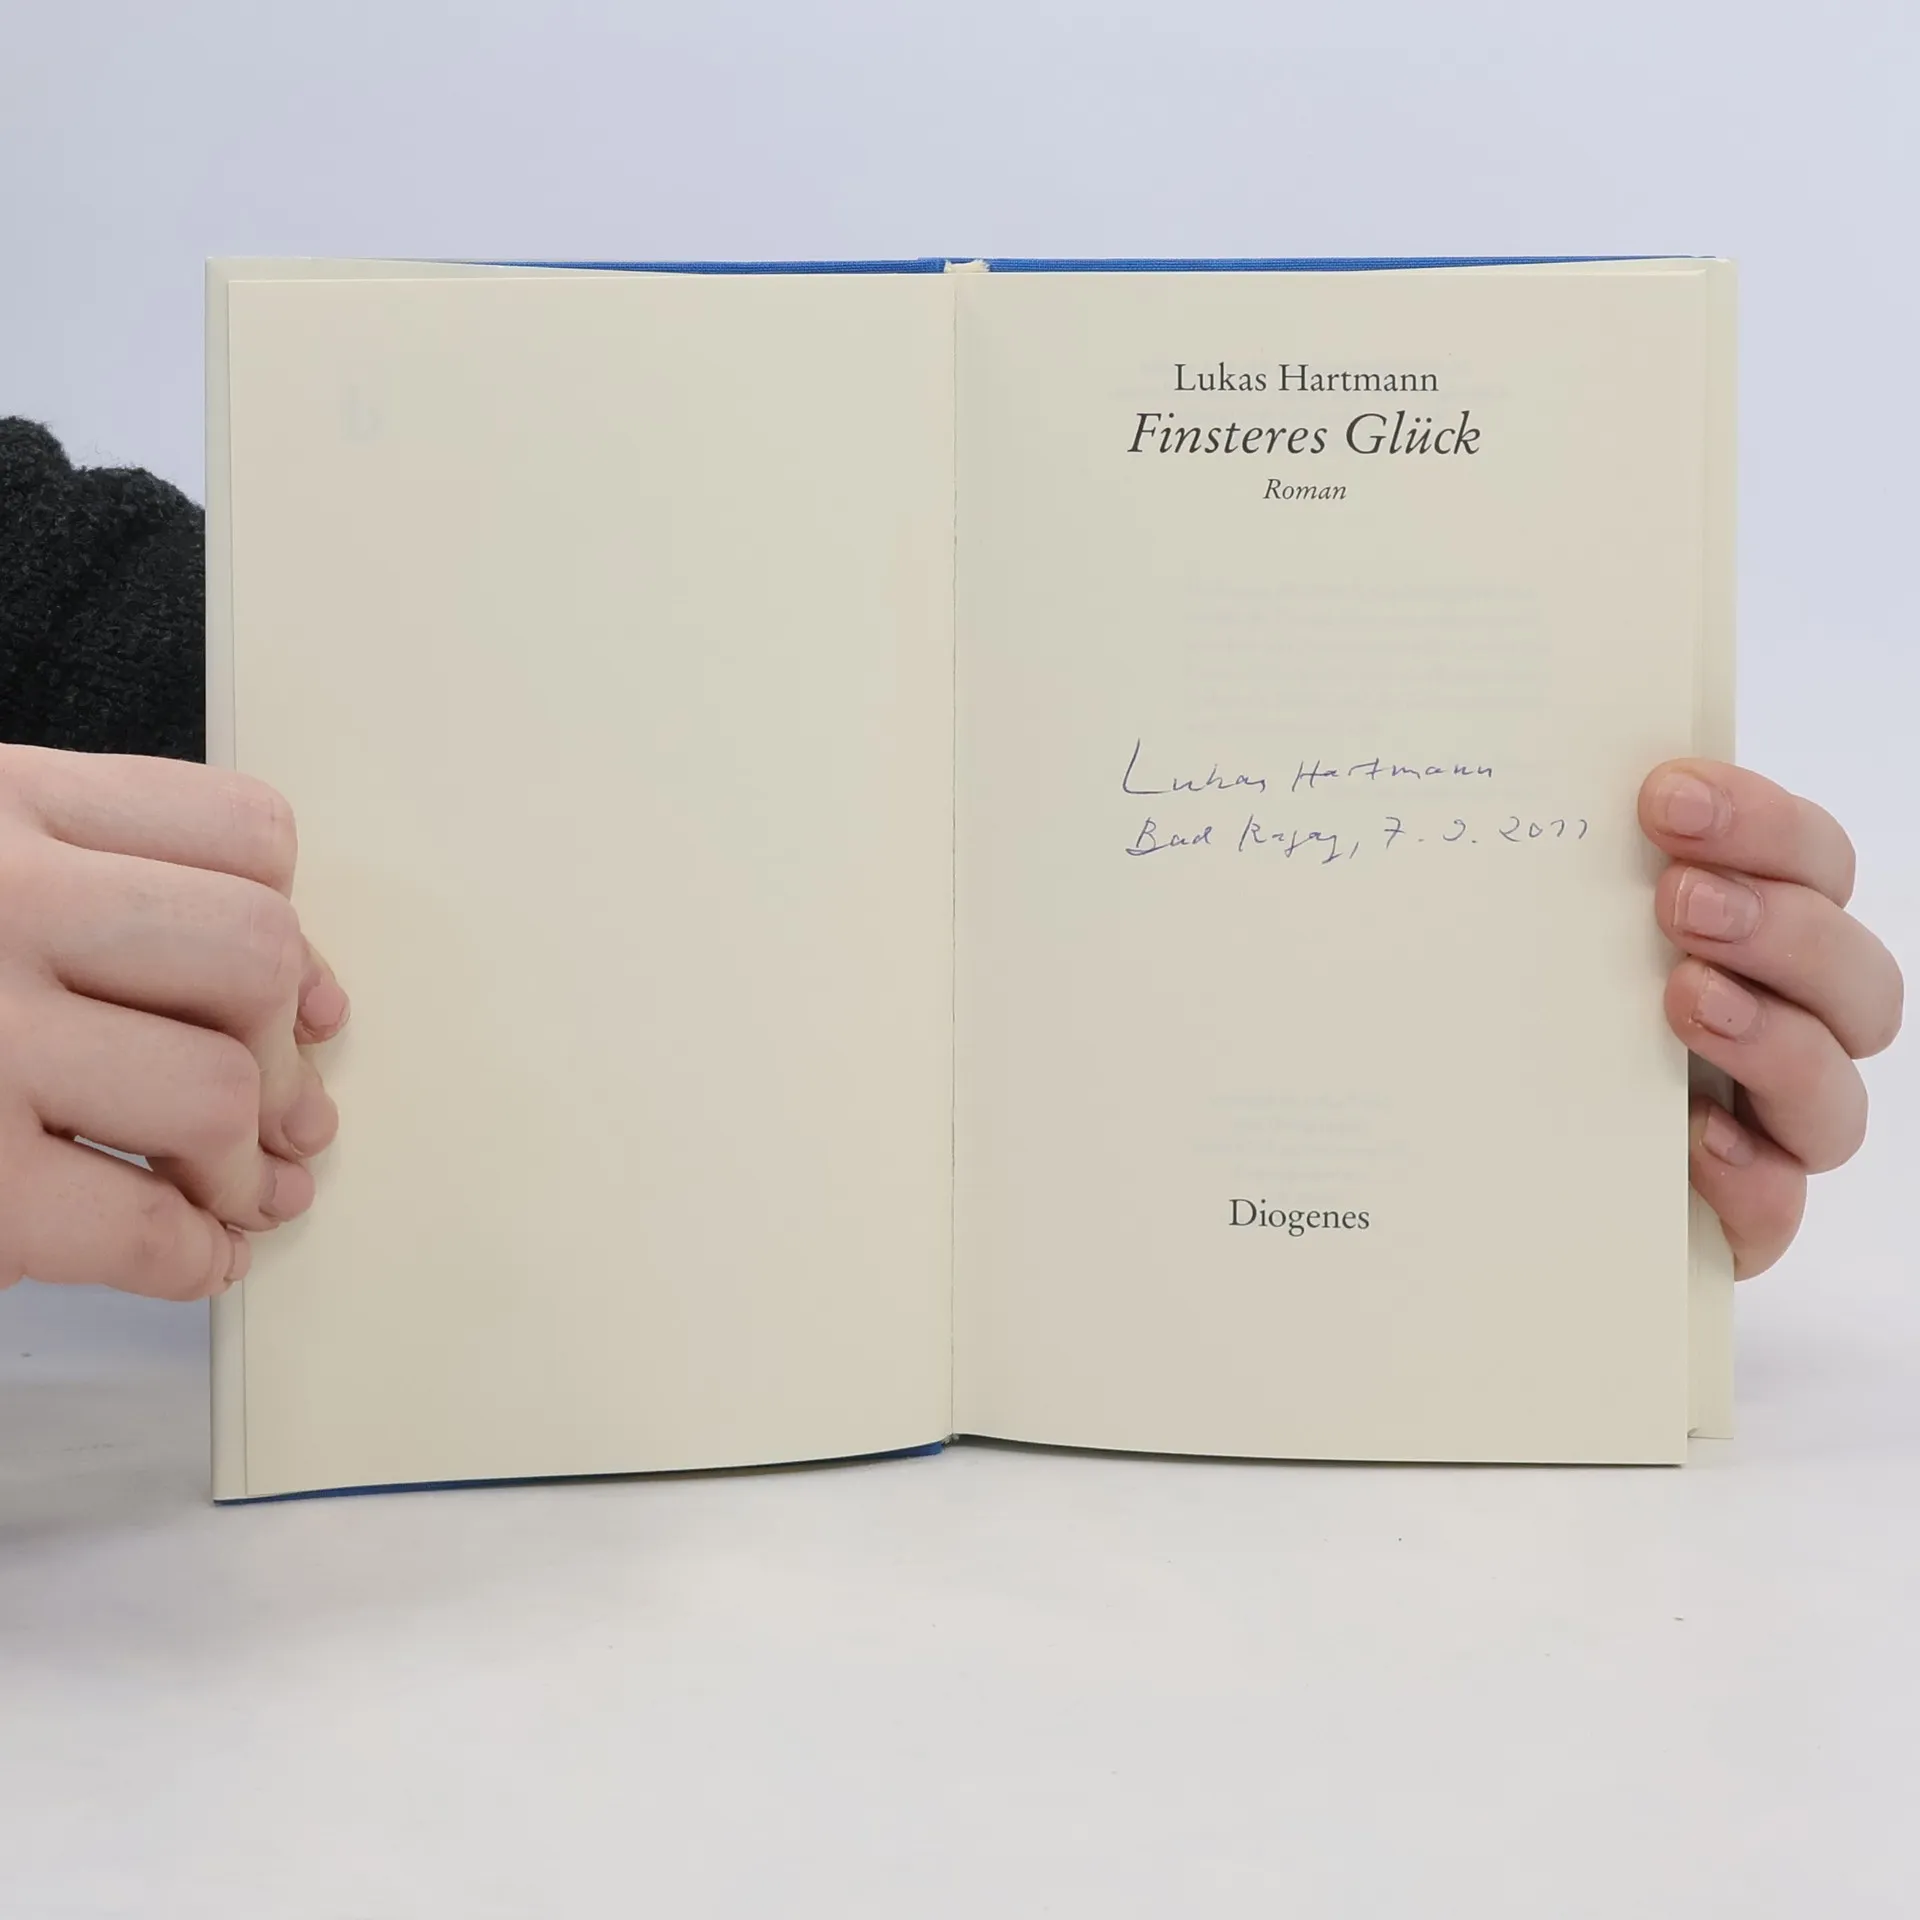 Lukas Hartmann
Finsteres Glück
Roman
Lukas Hartmann
Bad Ragaz, 7. 9. 2011
Diogenes